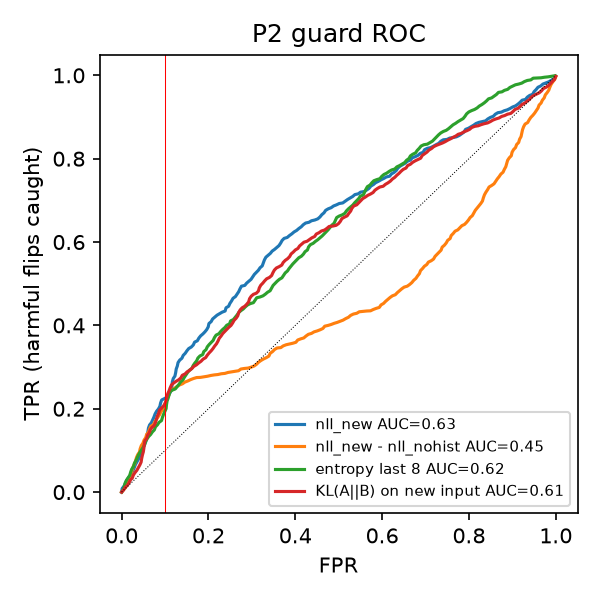 P2 guard ROC
1.0
0.8
0.6
0.4
0.2
0.0
TPR (harmful flips caught)
nll_new AUC=0.63
nll_new - nll_nohist AUC=0.45
entropy last 8 AUC=0.62
KL(A||B) on new input AUC=0.61
0.0 0.2 0.4 0.6 0.8 1.0
FPR